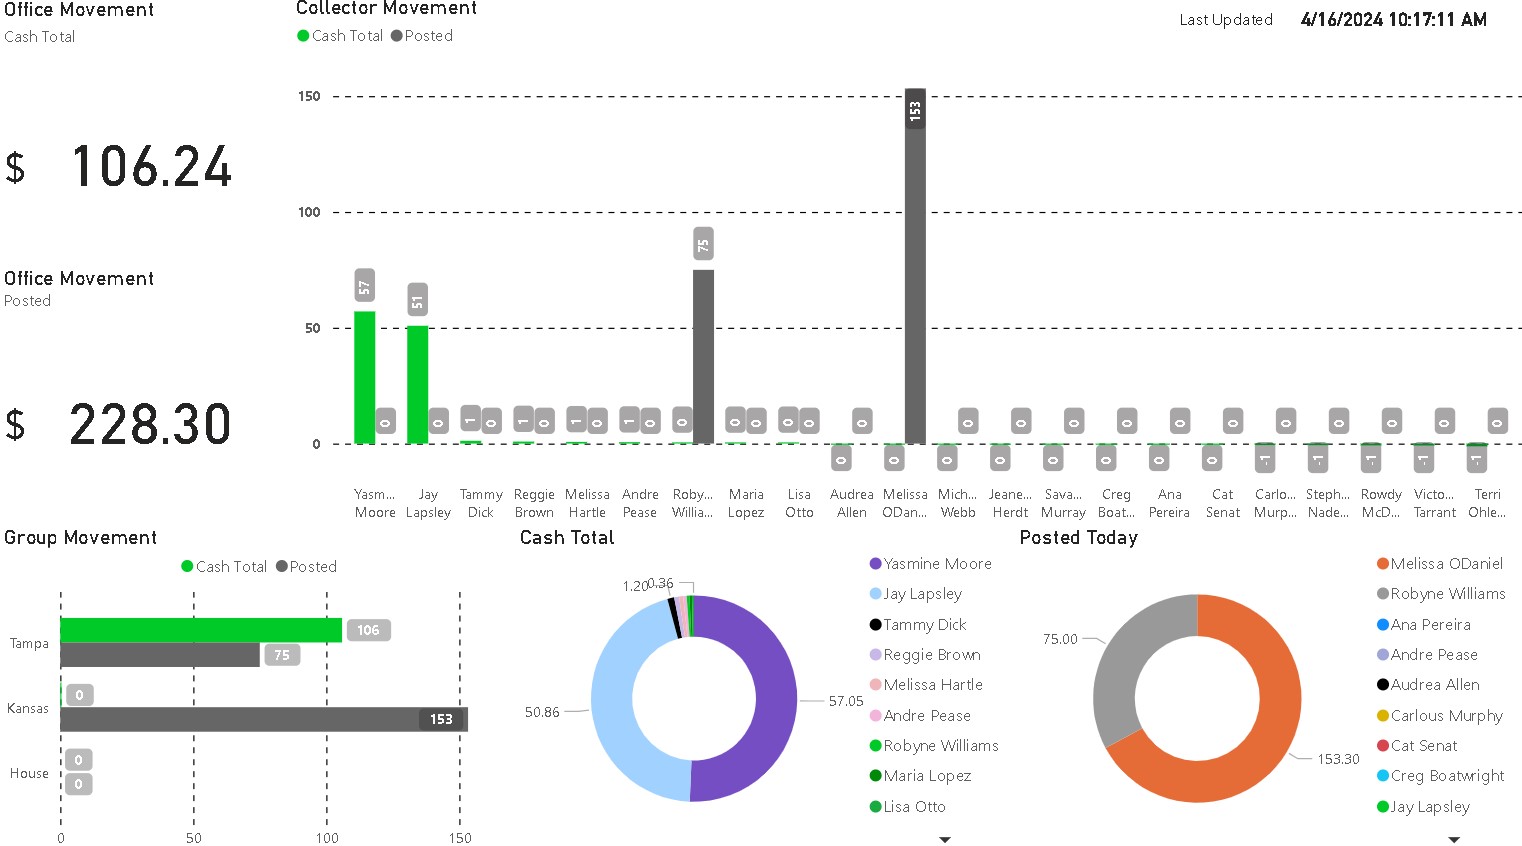 Office Movement
Cash Total
$ 106.24
Office Movement
Posted
$ 228.30
Collector Movement
Cash Total Posted
Last Updated 4/16/2024 10:17:11 AM
150
100
50
0
57 0 51 0 1 0 1 0 1 0 1 0 0 75 0 0 0 0 0 0 0 153 0 0 0 0 0 0 0 0 0 0 0 0 -1 0 -1 0 -1 0 -1 0 -1 0
Yasm... Jay Tammy Reggie Melissa Andre Roby... Maria Lisa Audrea Melissa Mich... Jeane... Sava... Creg Ana Cat Carlo... Steph... Rowdy Victo... Terri
Moore Lapsley Dick Brown Hartle Pease Willia... Lopez Otto Allen ODan... Webb Herdt Murray Boat... Pereira Senat Murp... Nade... McD... Tarrant Ohle...
Group Movement
Cash Total Posted
Tampa 106
75
Kansas 0
153
House 0
0
0 50 100 150
Cash Total
1.20 0.36
50.86
57.05
Yasmine Moore
Jay Lapsley
Tammy Dick
Reggie Brown
Melissa Hartle
Andre Pease
Robyne Williams
Maria Lopez
Lisa Otto
Posted Today
75.00
153.30
Melissa ODaniel
Robyne Williams
Ana Pereira
Andre Pease
Audrea Allen
Carlous Murphy
Cat Senat
Creg Boatwright
Jay Lapsley